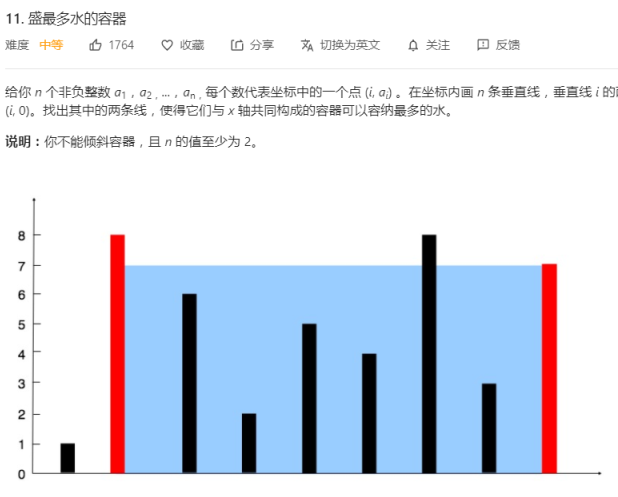 11. 盛最多水的容器
难度 中等 1764 收藏 分享 切换为英文 关注 反馈
给你 n 个非负整数 a1，a2，...，an，每个数代表坐标中的一个点 (i, ai) 。在坐标内画 n 条垂直线，垂直线 i 的
(i, 0)。找出其中的两条线，使得它们与 x 轴共同构成的容器可以容纳最多的水。
说明：你不能倾斜容器，且 n 的值至少为 2。
8
7
6
5
4
3
2
1
0